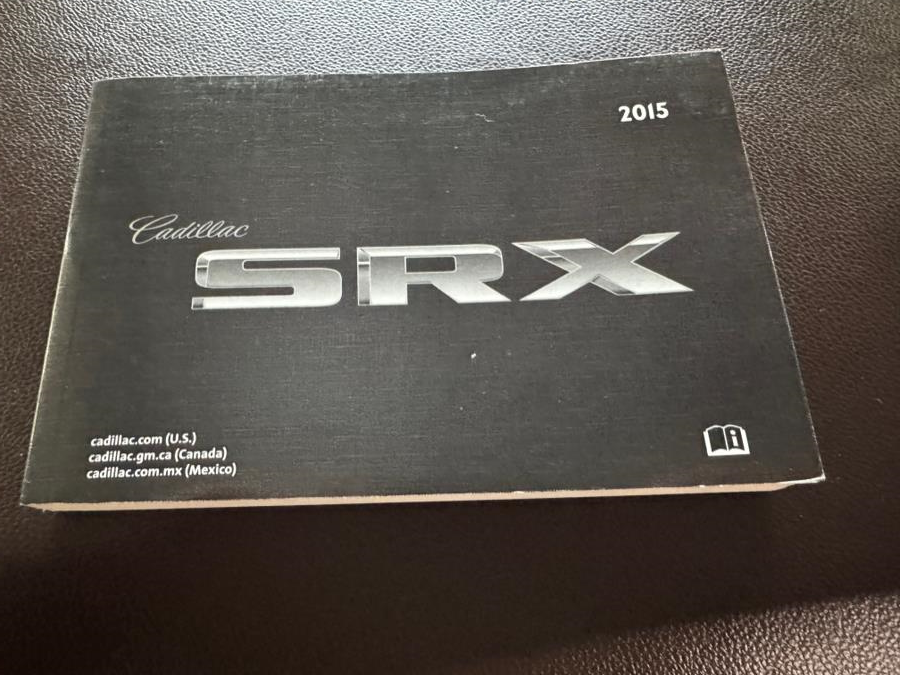 2015
Cadillac
SRX
cadillac.com (U.S.)
cadillac.gm.ca (Canada)
cadillac.com.mx (Mexico)
i